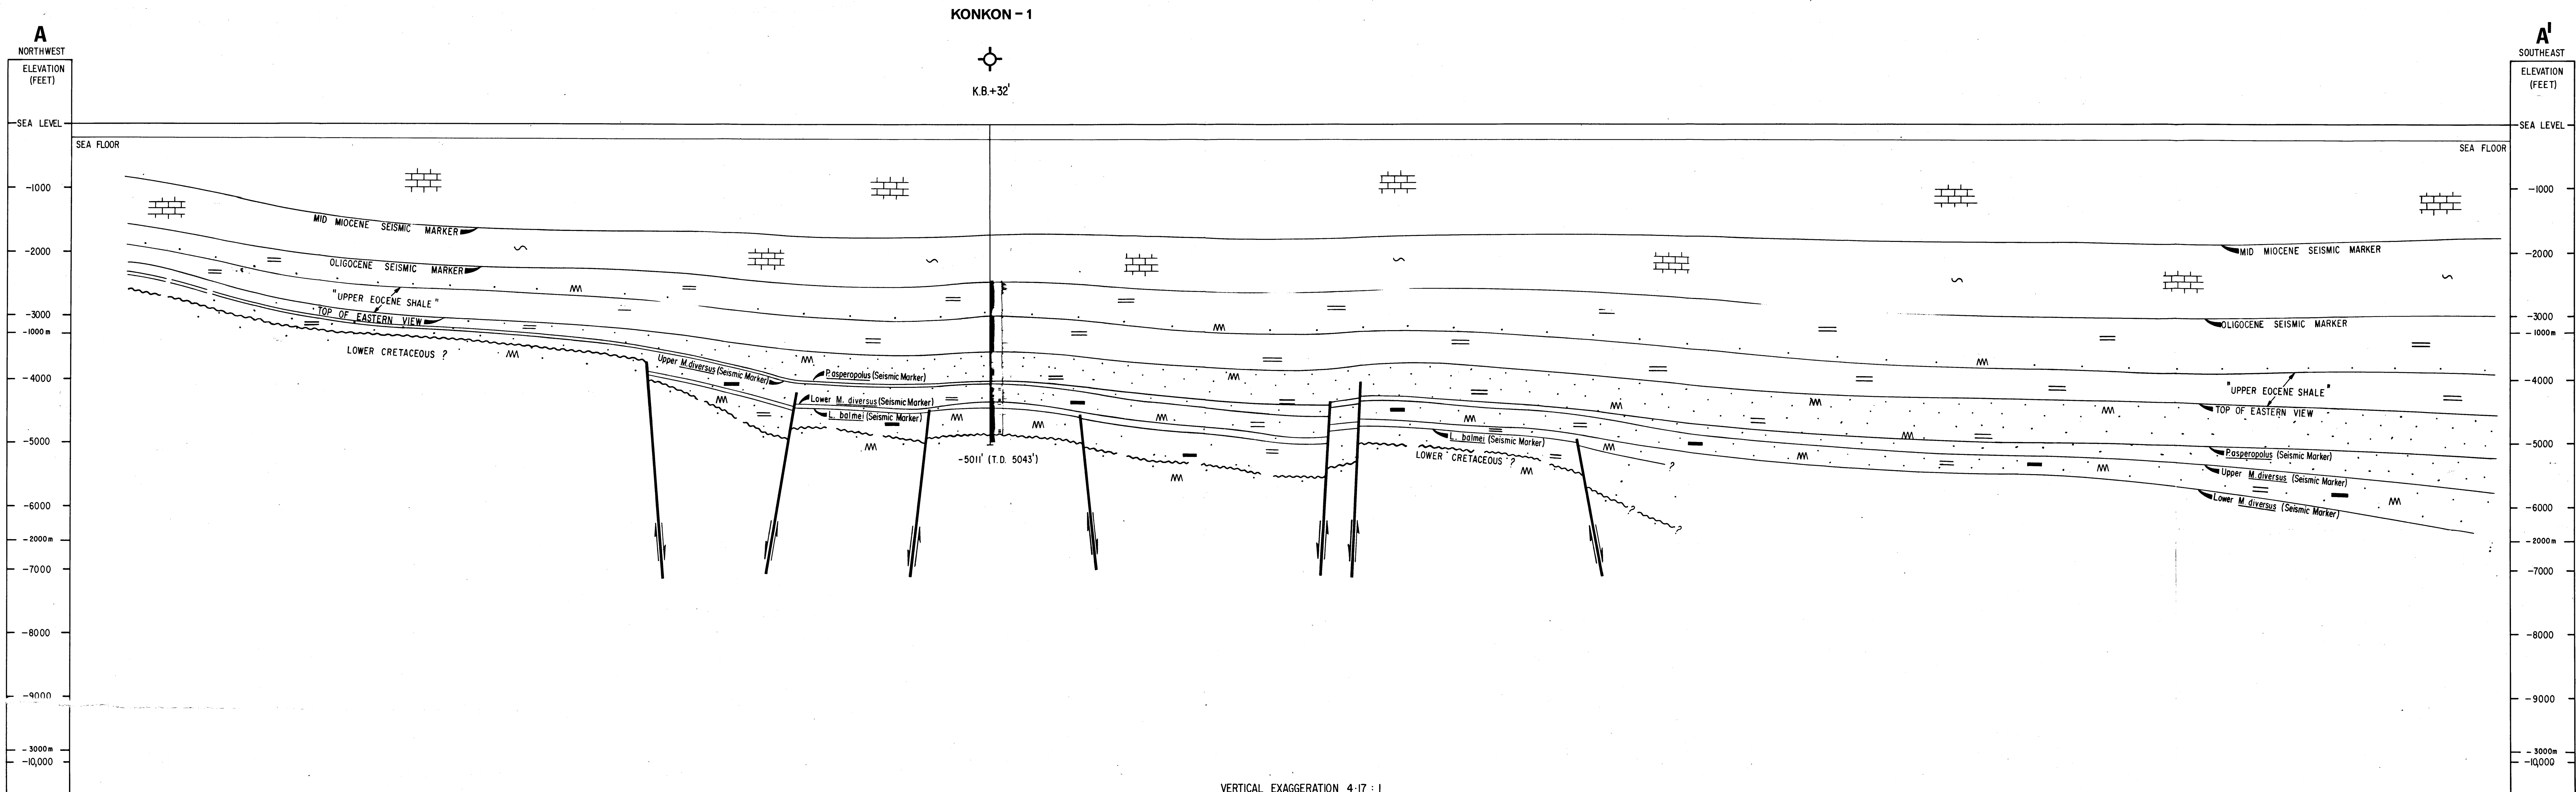 KONKON - 1
A
NORTHWEST
ELEVATION
(FEET)
K.B.+32'
A'
SOUTHEAST
ELEVATION
(FEET)
SEA LEVEL
SEA LEVEL
SEA FLOOR
SEA FLOOR
-1000
-1000
MID MIOCENE SEISMIC MARKER
MID MIOCENE SEISMIC MARKER
-2000
-2000
OLIGOCENE SEISMIC MARKER
"UPPER EOCENE SHALE"
TOP OF EASTERN VIEW
-3000
-1000m
-3000
-1000m
OLIGOCENE SEISMIC MARKER
LOWER CRETACEOUS ?
Upper M.diversus (Seismic Marker)
P.asperopolus (Seismic Marker)
-4000
-4000
"UPPER EOCENE SHALE"
Lower M. diversus (Seismic Marker)
L. balmei (Seismic Marker)
TOP OF EASTERN VIEW
-5000
-5000
L. balmei (Seismic Marker)
LOWER CRETACEOUS ?
-5011' (T.D. 5043')
?
P.asperopolus (Seismic Marker)
Upper M.diversus (Seismic Marker)
Lower M diversus (Seismic Marker)
-6000
-6000
?
?
-2000m
-2000m
-7000
-7000
-8000
-8000
-9000
-9000
-3000m
-3000m
-10,000
-10,000
VERTICAL EXAGGERATION 4·17 : 1